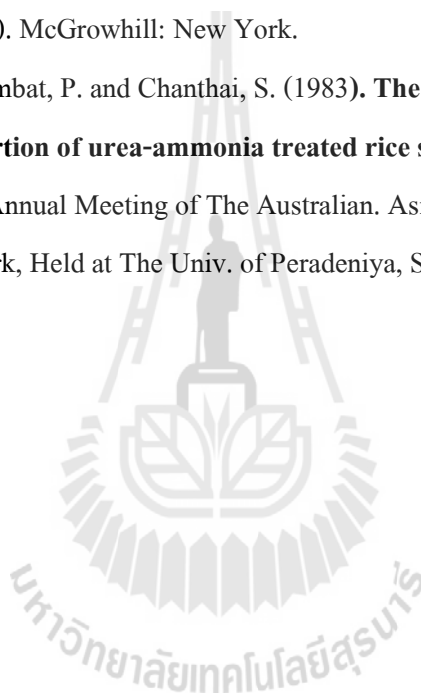 ). McGrowhill: New York.
mbat, P. and Chanthai, S. (1983). The
rtion of urea-ammonia treated rice s
Annual Meeting of The Australian. Asi
rk, Held at The Univ. of Peradeniya, S
มหาวิทยาลัยเทคโนโลยีสุรนารี